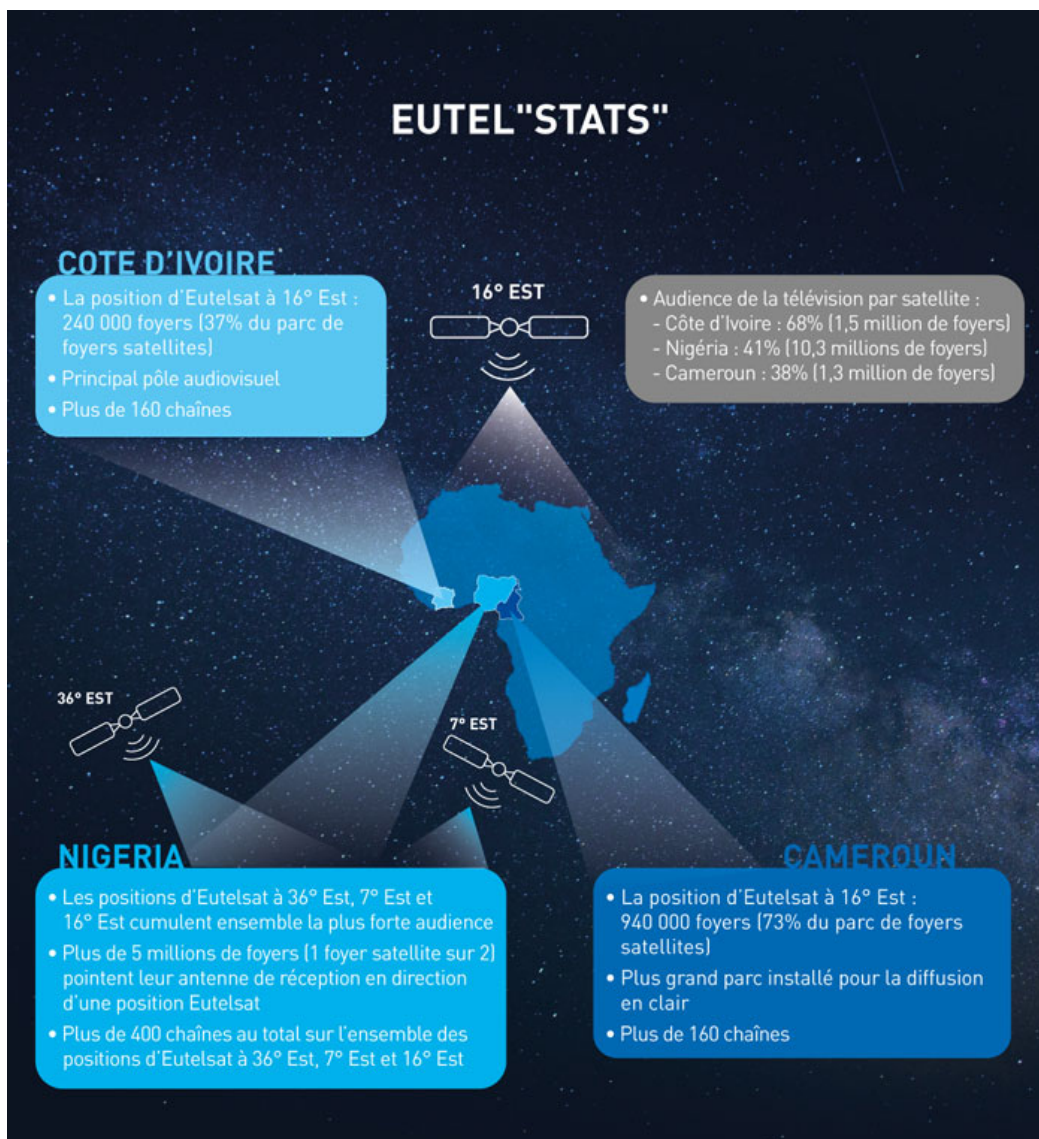 EUTEL"STATS"
COTE D'IVOIRE
• La position d'Eutelsat à 16° Est :
240 000 foyers (37% du parc de
foyers satellites)
• Principal pôle audiovisuel
• Plus de 160 chaînes
16° EST
• Audience de la télévision par satellite :
- Côte d'Ivoire : 68% (1,5 million de foyers)
- Nigéria : 41% (10,3 millions de foyers)
- Cameroun : 38% (1,3 million de foyers)
36° EST
7° EST
NIGERIA
• Les positions d'Eutelsat à 36° Est, 7° Est et
16° Est cumulent ensemble la plus forte audience
• Plus de 5 millions de foyers (1 foyer satellite sur 2)
pointent leur antenne de réception en direction
d'une position Eutelsat
• Plus de 400 chaînes au total sur l'ensemble des
positions d'Eutelsat à 36° Est, 7° Est et 16° Est
CAMEROUN
• La position d'Eutelsat à 16° Est :
940 000 foyers (73% du parc de foyers
satellites)
• Plus grand parc installé pour la diffusion
en clair
• Plus de 160 chaînes